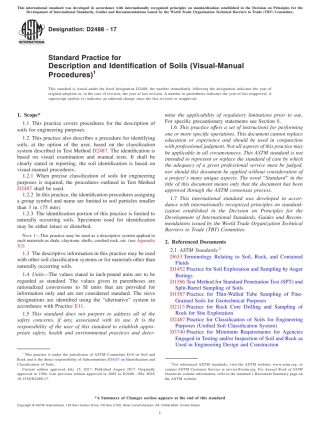 This international standard was developed in accordance with internationally recognized principles on standardization established in the Decision on Principles for the
Development of International Standards, Guides and Recommendations issued by the World Trade Organization Technical Barriers to Trade (TBT) Committee.
Designation: D2488 − 17
INTERNATIONAL
Standard Practice for
Description and Identification of Soils (Visual-Manual
Procedures)1
This standard is issued under the fixed designation D2488; the number immediately following the designation indicates the year of
original adoption or, in the case of revision, the year of last revision. A number in parentheses indicates the year of last reapproval. A
superscript epsilon (ε) indicates an editorial change since the last revision or reapproval.
1. Scope*
1.1 This practice covers procedures for the description of
soils for engineering purposes.
1.2 This practice also describes a procedure for identifying
soils, at the option of the user, based on the classification
system described in Test Method D2487. The identification is
based on visual examination and manual tests. It shall be
clearly stated in reporting, the soil identification is based on
visual-manual procedures.
1.2.1 When precise classification of soils for engineering
purposes is required, the procedures outlined in Test Method
D2487 shall be used.
1.2.2 In this practice, the identification procedures assigning
a group symbol and name are limited to soil particles smaller
than 3 in. (75 mm).
1.2.3 The identification portion of this practice is limited to
naturally occurring soils. Specimens used for identification
may be either intact or disturbed.
NOTE 1—This practice may be used as a descriptive system applied to
such materials as shale, claystone, shells, crushed rock, etc. (see Appendix
X2).
1.3 The descriptive information in this practice may be used
with other soil classification systems or for materials other than
naturally occurring soils.
1.4 Units—The values stated in inch-pound units are to be
regarded as standard. The values given in parentheses are
rationalized conversions to SI units that are provided for
information only and are not considered standard. The sieve
designations are identified using the "alternative" system in
accordance with Practice E11.
1.5 This standard does not purport to address all of the
safety concerns, if any, associated with its use. It is the
responsibility of the user of this standard to establish appro-
priate safety, health and environmental practices and deter-
mine the applicability of regulatory limitations prior to use.
For specific precautionary statements see Section 8.
1.6 This practice offers a set of instructions for performing
one or more specific operations. This document cannot replace
education or experience and should be used in conjunction
with professional judgment. Not all aspects of this practice may
be applicable in all circumstances. This ASTM standard is not
intended to represent or replace the standard of care by which
the adequacy of a given professional service must be judged,
nor should this document be applied without consideration of
a project's many unique aspects. The word "Standard" in the
title of this document means only that the document has been
approved through the ASTM consensus process.
1.7 This international standard was developed in accor-
dance with internationally recognized principles on standard-
ization established in the Decision on Principles for the
Development of International Standards, Guides and Recom-
mendations issued by the World Trade Organization Technical
Barriers to Trade (TBT) Committee.
2. Referenced Documents
2.1 ASTM Standards:2
D653 Terminology Relating to Soil, Rock, and Contained
Fluids
D1452 Practice for Soil Exploration and Sampling by Auger
Borings
D1586 Test Method for Standard Penetration Test (SPT) and
Split-Barrel Sampling of Soils
D1587 Practice for Thin-Walled Tube Sampling of Fine-
Grained Soils for Geotechnical Purposes
D2113 Practice for Rock Core Drilling and Sampling of
Rock for Site Exploration
D2487 Practice for Classification of Soils for Engineering
Purposes (Unified Soil Classification System)
D3740 Practice for Minimum Requirements for Agencies
Engaged in Testing and/or Inspection of Soil and Rock as
Used in Engineering Design and Construction
1 This practice is under the jurisdiction of ASTM Committee D18 on Soil and
Rock and is the direct responsibility of Subcommittee D18.07 on Identification and
Classification of Soils.
Current edition approved July 15, 2017. Published August 2017. Originally
2 For referenced ASTM standards, visit the ASTM website, www.astm.org, or
contact ASTM Customer Service at service@astm.org. For Annual Book of ASTM
Standards volume information, refer to the standard's Document Summary page on
the ASTM website.
*A Summary of Changes section appears at the end of this standard
Copyright © ASTM International, 100 Barr Harbor Drive, PO Box C700, West Conshohocken, PA 19428-2959. United States
1